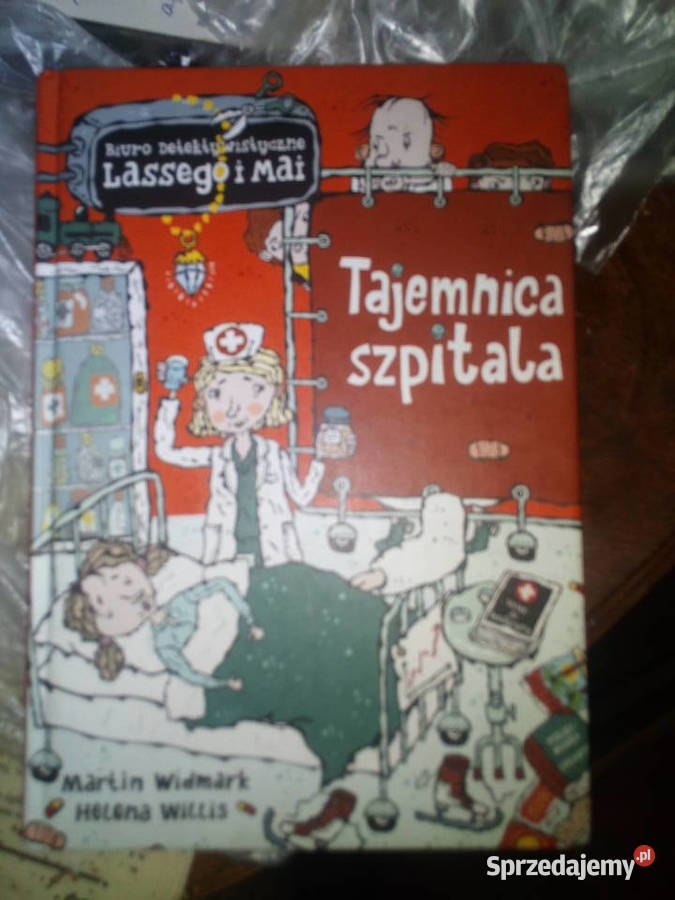 Biuro Detektywistyczne
Lassego i Mai
Tajemnica
szpitala
Martin Widmark
Helena Willis
Sprzedajemy.pl